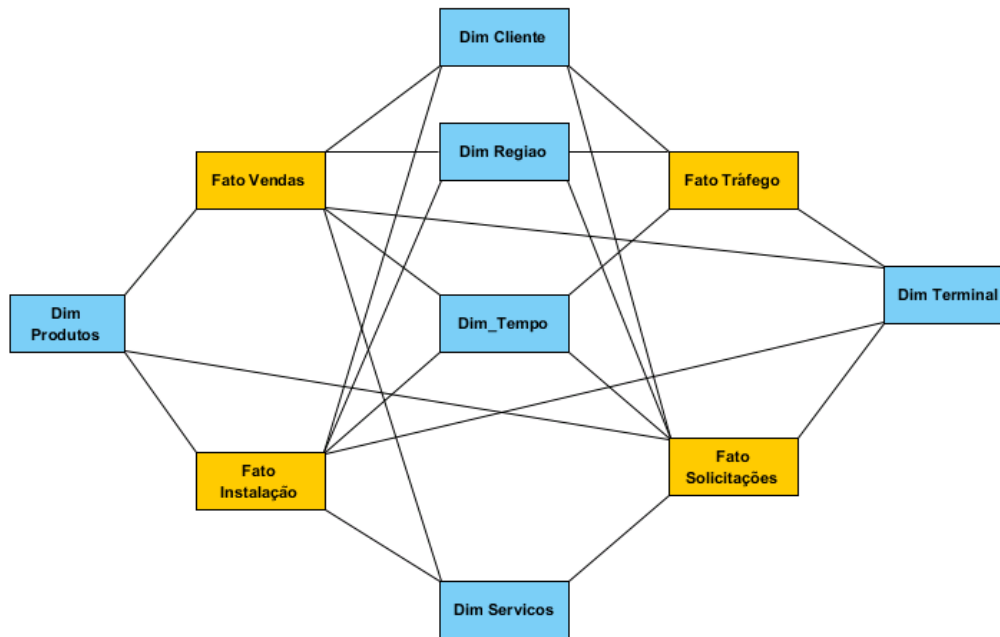 Dim Cliente
Dim Regiao
Fato Vendas
Fato Tráfego
Dim Terminal
Dim
Produtos
Dim_Tempo
Fato
Instalação
Fato
Solicitações
Dim Servicos